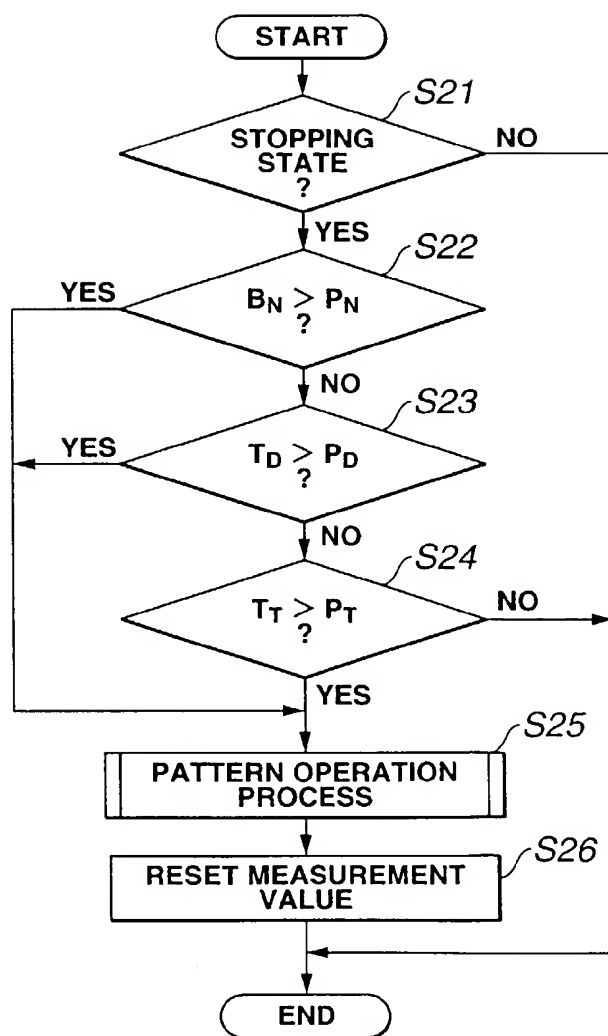 START
S21
STOPPING
STATE
?
NO
YES
S22
YES
B_N > P_N
?
NO
S23
YES
T_D > P_D
?
NO
S24
T_T > P_T
?
NO
YES
S25
PATTERN OPERATION
PROCESS
S26
RESET MEASUREMENT
VALUE
END